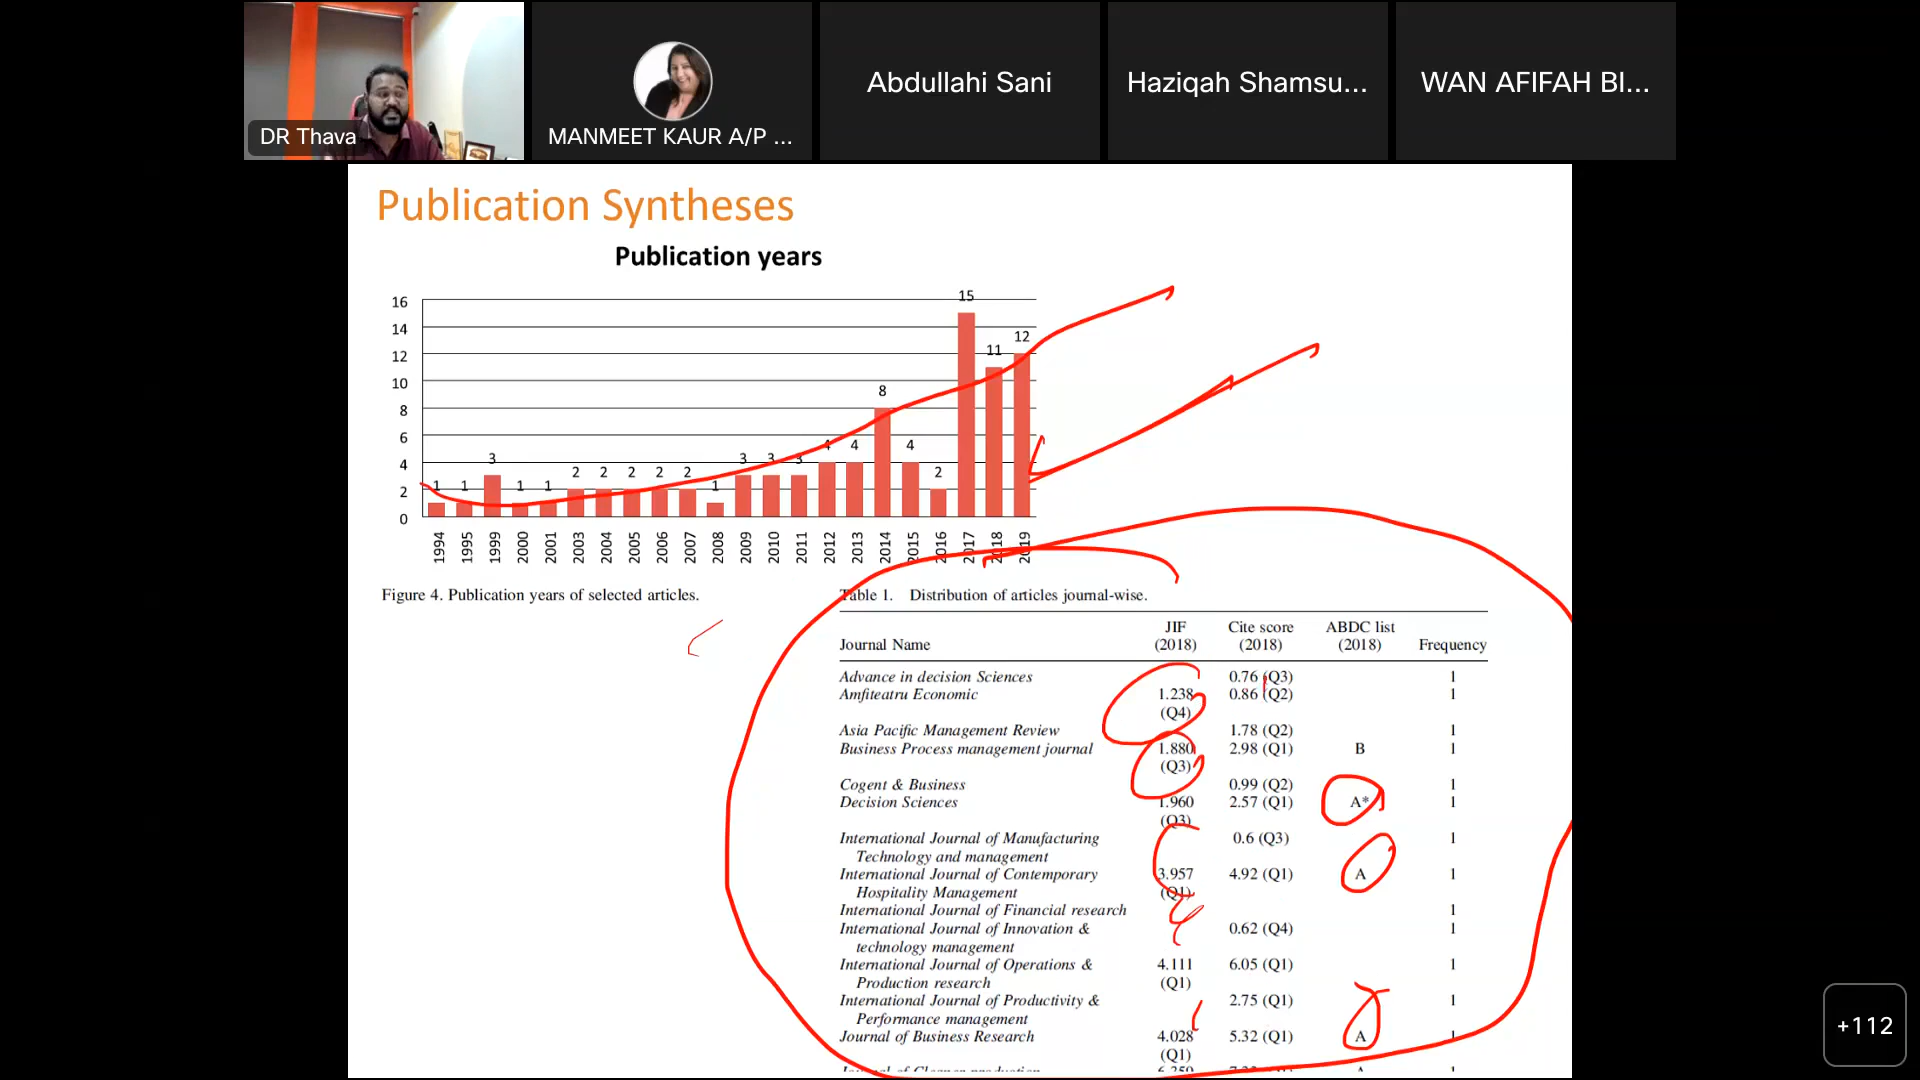 DR Thava
MANMEET KAUR A/P ...
Abdullahi Sani
Haziqah Shamsu...
WAN AFIFAH BI...
Publication Syntheses
Publication years
16
14
12
10
8
6
4
2
0
1 1 3 1 1 2 2 2 2 2 1 3 3 3 4 4 8 4 2 15 11 12
1994 1995 1999 2000 2001 2003 2004 2005 2006 2007 2008 2009 2010 2011 2012 2013 2014 2015 2016 2017 2018 2019
Figure 4. Publication years of selected articles.
Table 1. Distribution of articles journal-wise.
Journal Name JIF (2018) Cite score (2018) ABDC list (2018) Frequency
Advance in decision Sciences 0.76 (Q3) 1
Amfiteatru Economic 1.238 (Q4) 0.86 (Q2) 1
Asia Pacific Management Review 1.78 (Q2) 1
Business Process management journal 1.880 (Q3) 2.98 (Q1) B 1
Cogent & Business 0.99 (Q2) 1
Decision Sciences 1.960 (Q3) 2.57 (Q1) A* 1
International Journal of Manufacturing 0.6 (Q3) 1
Technology and management
International Journal of Contemporary 3.957 4.92 (Q1) A 1
Hospitality Management (Q1)
International Journal of Financial research 1
International Journal of Innovation & 0.62 (Q4) 1
technology management
International Journal of Operations & 4.111 6.05 (Q1) 1
Production research (Q1)
International Journal of Productivity & 2.75 (Q1) 1
Performance management
Journal of Business Research 4.028 (Q1) 5.32 (Q1) A 1
+112